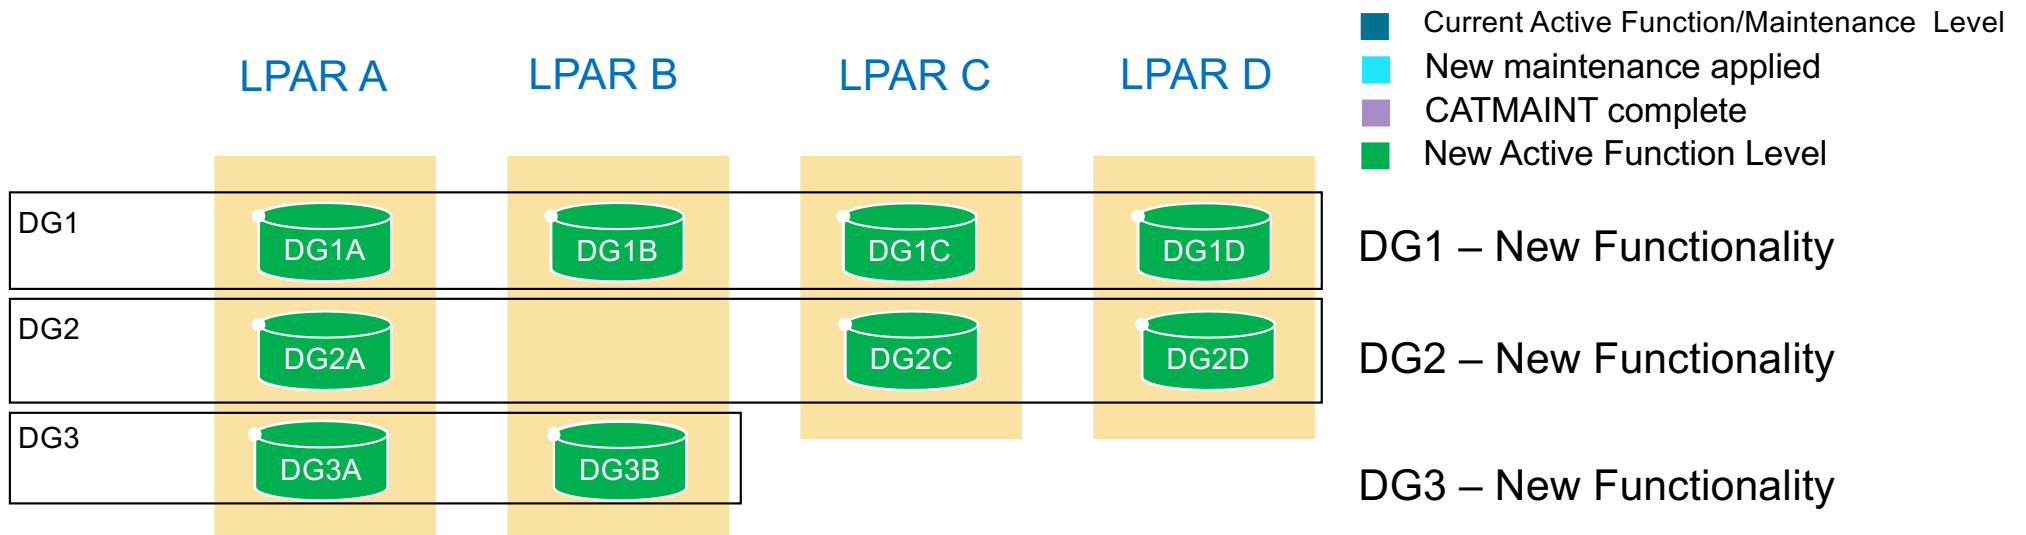 Current Active Function/Maintenance  Level
New maintenance applied
CATMAINT complete
New Active Function Level
LPAR A
LPAR B
LPAR C
LPAR D
DG1
DG1A
DG1B
DG1C
DG1D
DG1 – New Functionality
DG2
DG2A
DG2C
DG2D
DG2 – New Functionality
DG3
DG3A
DG3B
DG3 – New Functionality